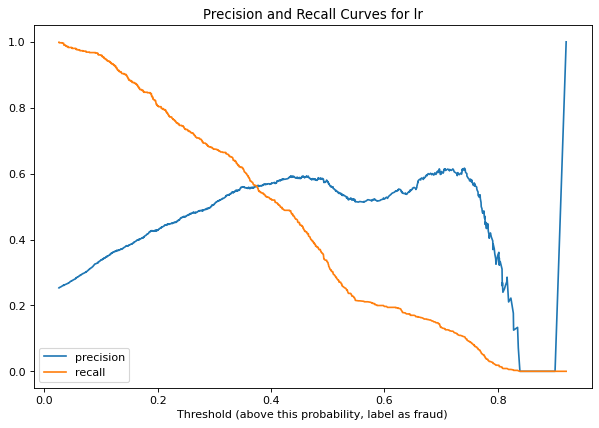 Precision and Recall Curves for lr
1.0
0.8
0.6
0.4
0.2
0.0
precision
recall
0.0 0.2 0.4 0.6 0.8
Threshold (above this probability, label as fraud)